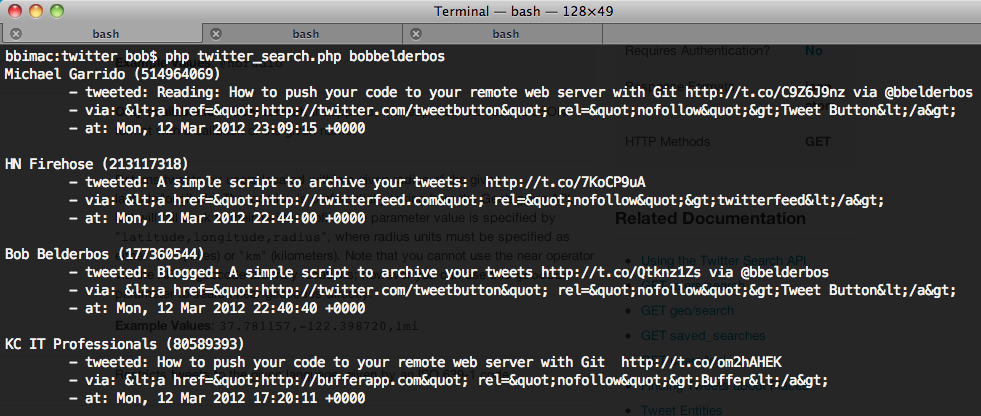 Terminal — bash — 128×49
bash bash bash
bbimac:twitter bob$ php twitter_search.php bobbelderbos
Michael Garrido (514964069)
- tweeted: Reading: How to push your code to your remote web server with Git http://t.co/C9Z6J9nz via @bbelderbos
- via: &lt;a href=&quot;http://twitter.com/tweetbutton&quot; rel=&quot;nofollow&quot;&gt;Tweet Button&lt;/a&gt;
- at: Mon, 12 Mar 2012 23:09:15 +0000
HN Firehose (213117318)
- tweeted: A simple script to archive your tweets: http://t.co/7KoCP9uA
- via: &lt;a href=&quot;http://twitterfeed.com&quot; rel=&quot;nofollow&quot;&gt;twitterfeed&lt;/a&gt;
- at: Mon, 12 Mar 2012 22:44:00 +0000
Bob Belderbos (177360544)
- tweeted: Blogged: A simple script to archive your tweets http://t.co/Qtknz1Zs via @bbelderbos
- via: &lt;a href=&quot;http://twitter.com/tweetbutton&quot; rel=&quot;nofollow&quot;&gt;Tweet Button&lt;/a&gt;
- at: Mon, 12 Mar 2012 22:40:40 +0000
KC IT Professionals (80589393)
- tweeted: How to push your code to your remote web server with Git http://t.co/om2hAHEK
- via: &lt;a href=&quot;http://bufferapp.com&quot; rel=&quot;nofollow&quot;&gt;Buffer&lt;/a&gt;
- at: Mon, 12 Mar 2012 17:20:11 +0000
Requires Authentication? No
HTTP Methods GET
parameter value is specified by
"latitude,longitude,radius", where radius units must be specified as
(kilometers). Note that you cannot use the near operator
Example Values: 37.781157,-122.398720,1mi
Related Documentation
Using the Twitter Search API
GET geo/search
GET saved_searches
Tweet Entities